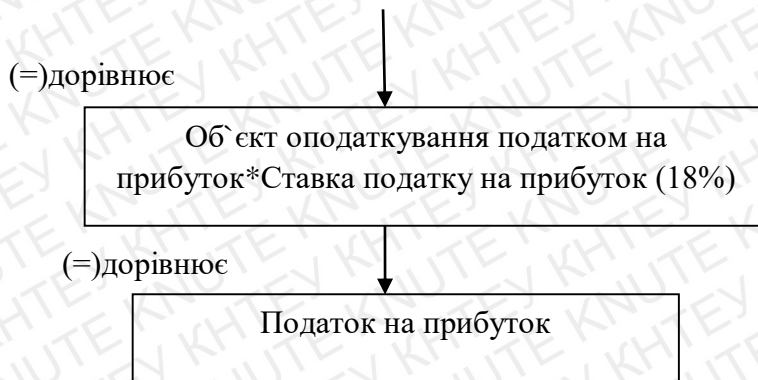 (=)дорівнює
Об`єкт оподаткування податком на
прибуток*Ставка податку на прибуток (18%)
(=)дорівнює
Податок на прибуток